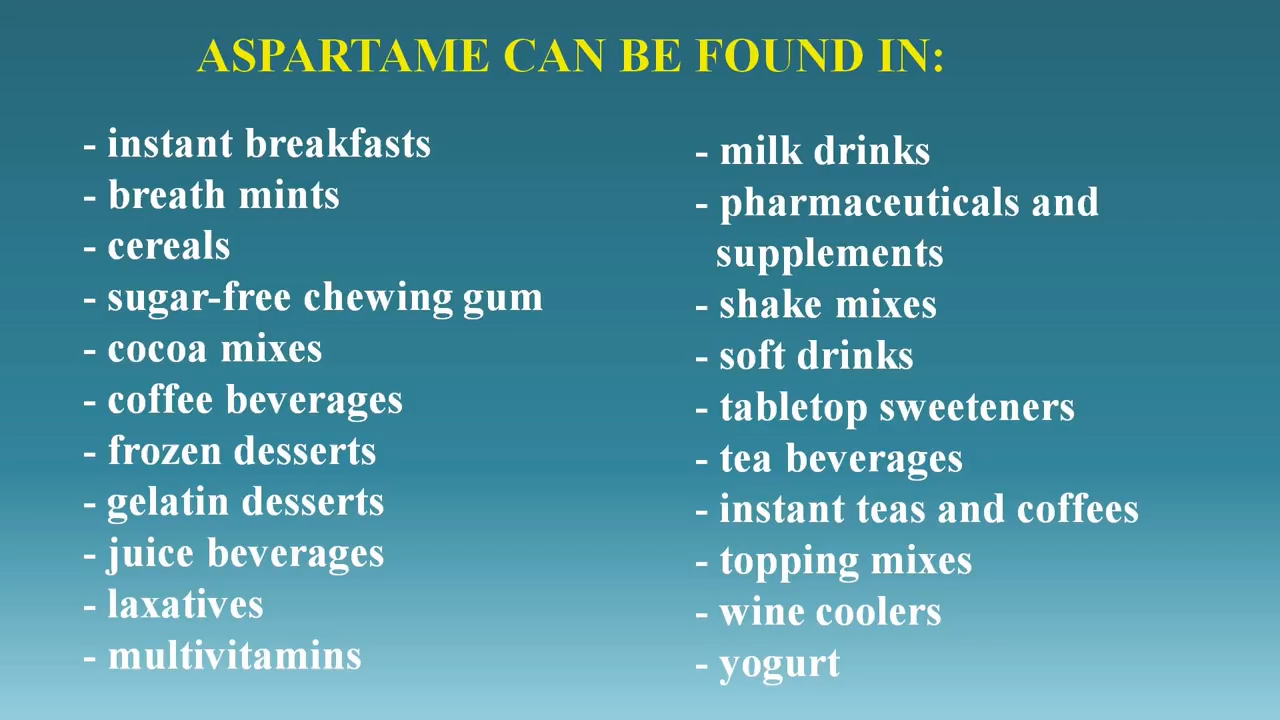 ASPARTAME CAN BE FOUND IN:
- instant breakfasts
- breath mints
- cereals
- sugar-free chewing gum
- cocoa mixes
- coffee beverages
- frozen desserts
- gelatin desserts
- juice beverages
- laxatives
- multivitamins
- milk drinks
- pharmaceuticals and
supplements
- shake mixes
- soft drinks
- tabletop sweeteners
- tea beverages
- instant teas and coffees
- topping mixes
- wine coolers
- yogurt